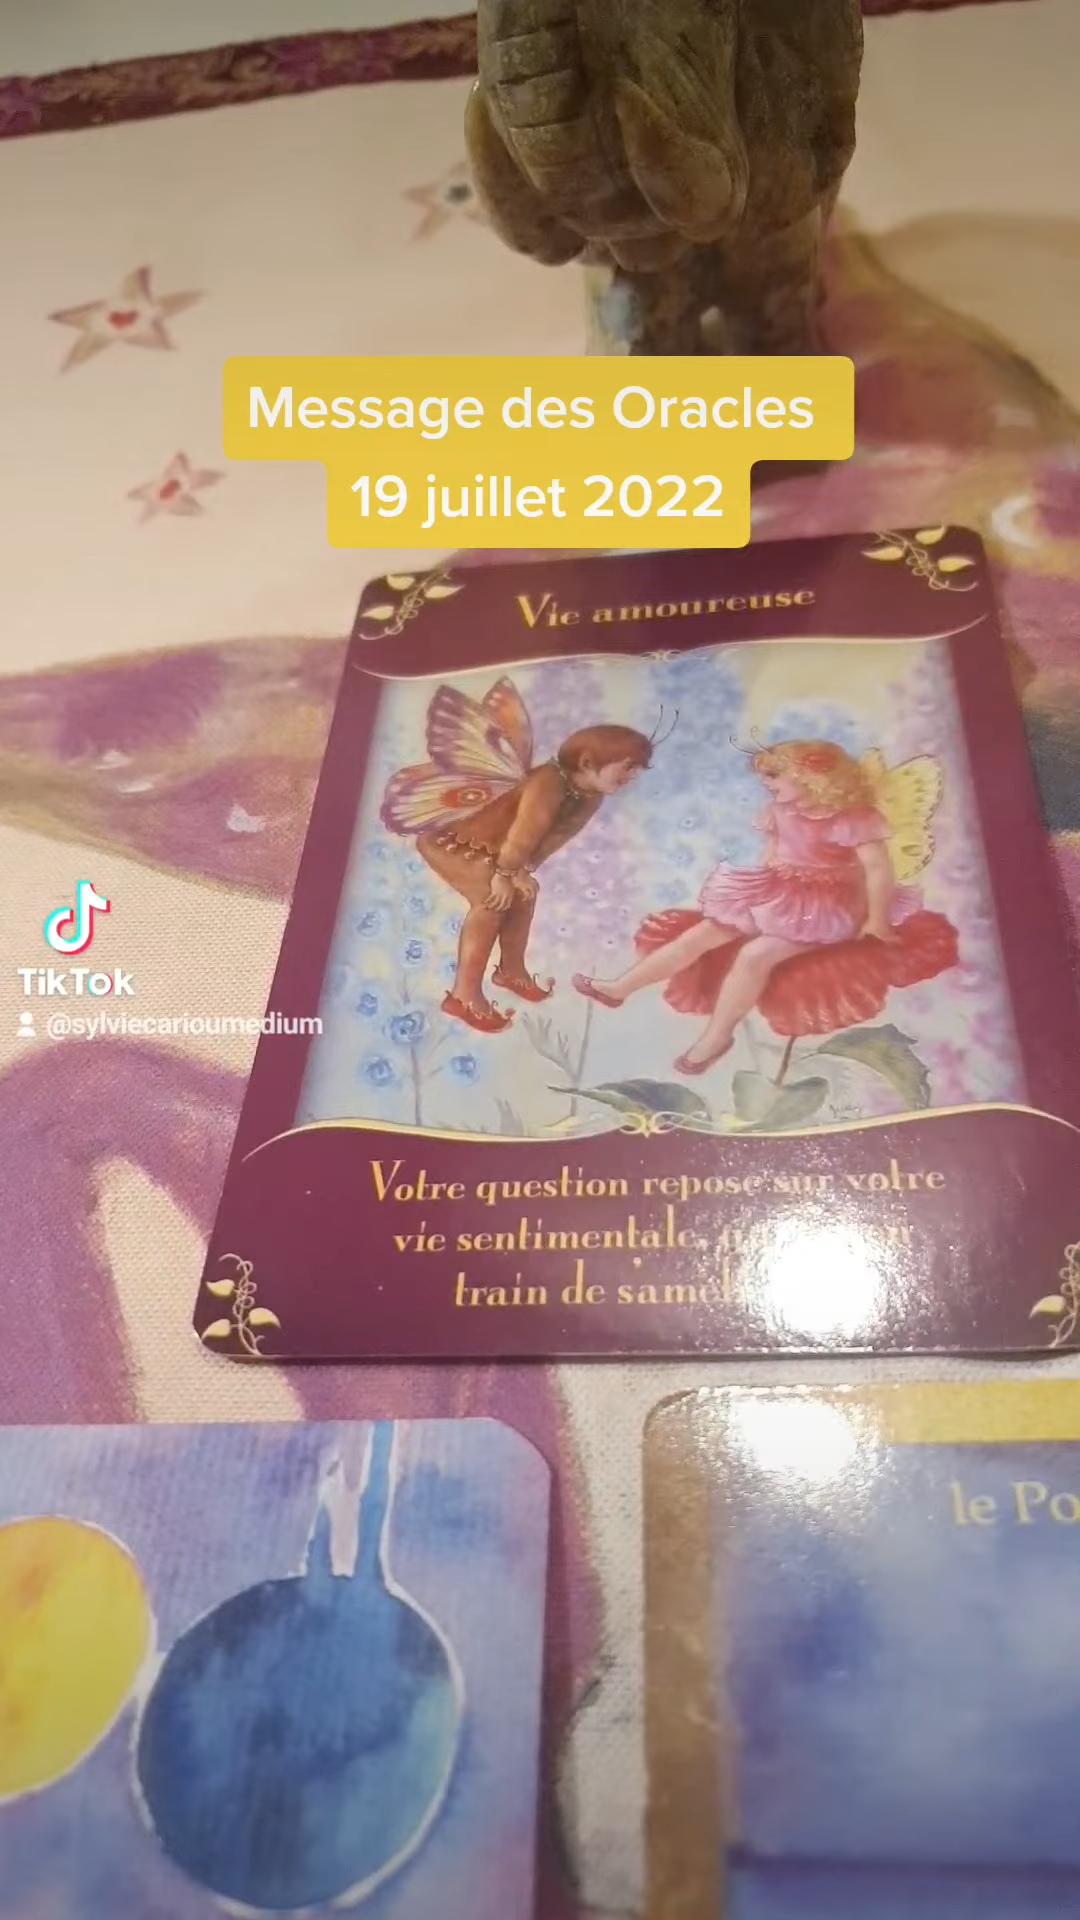 Message des Oracles
19 juillet 2022
Vie amoureuse
TikTok
@sylviecarioumedium
Votre question repose sur votre
vie sentimentale,
train de
le